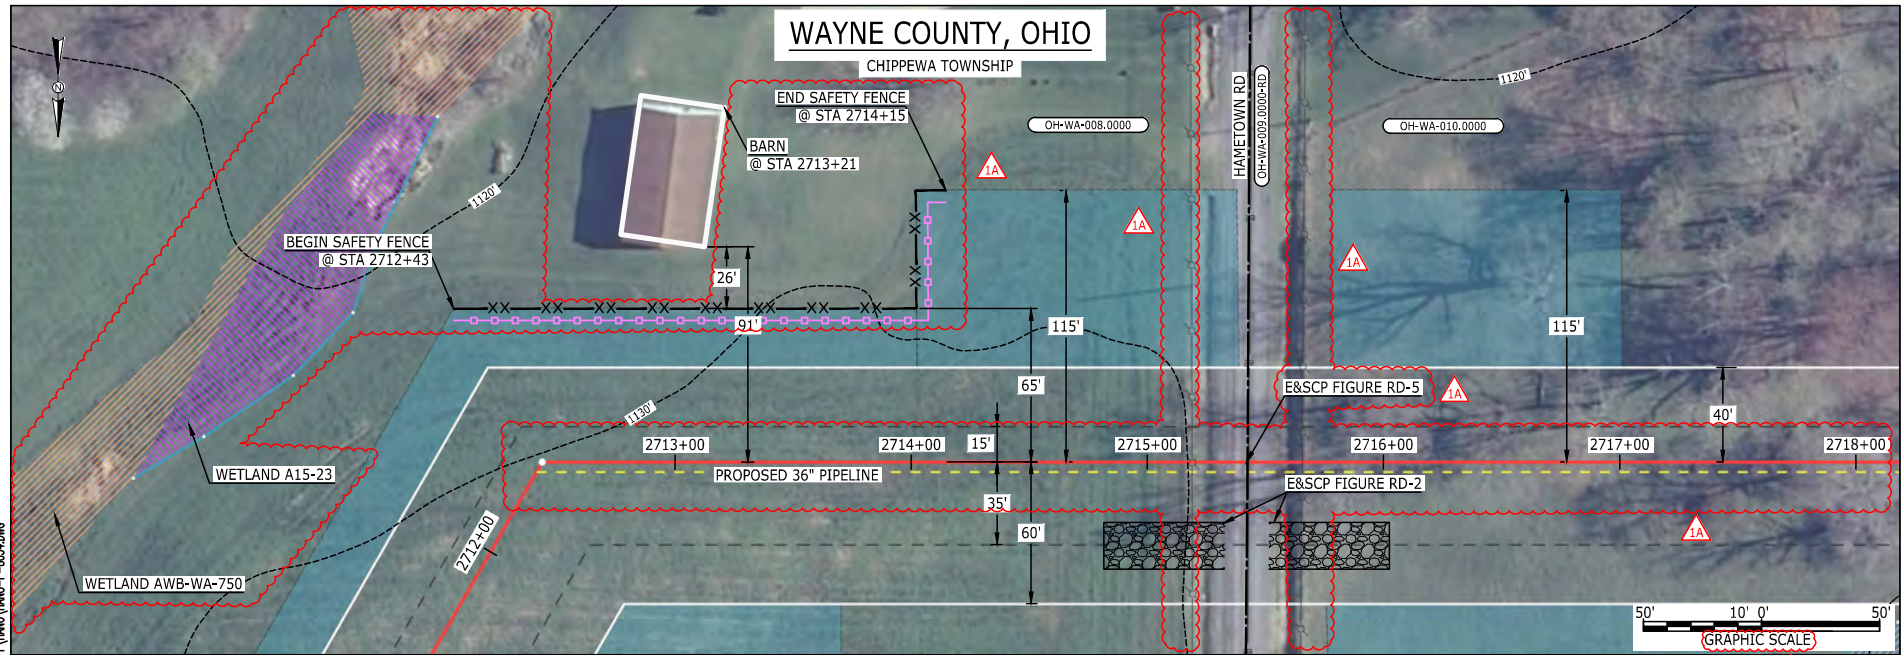 WAYNE COUNTY, OHIO
CHIPPEWA TOWNSHIP
N
END SAFETY FENCE
@ STA 2714+15
BARN
@ STA 2713+21
OH-WA-008.0000
HAMETOWN RD
OH-WA-009.0000-RD
OH-WA-010.0000
1120'
1A
1120'
1A
BEGIN SAFETY FENCE
@ STA 2712+43
1A
26'
91'
115'
115'
65'
E&SCP FIGURE RD-5
1A
40'
1130'
15'
2713+00
2714+00
2715+00
2716+00
2717+00
2718+00
WETLAND A15-23
PROPOSED 36" PIPELINE
E&SCP FIGURE RD-2
35'
60'
1A
2712+00
WETLAND AWB-WA-750
50'
10'
0'
50'
GRAPHIC SCALE